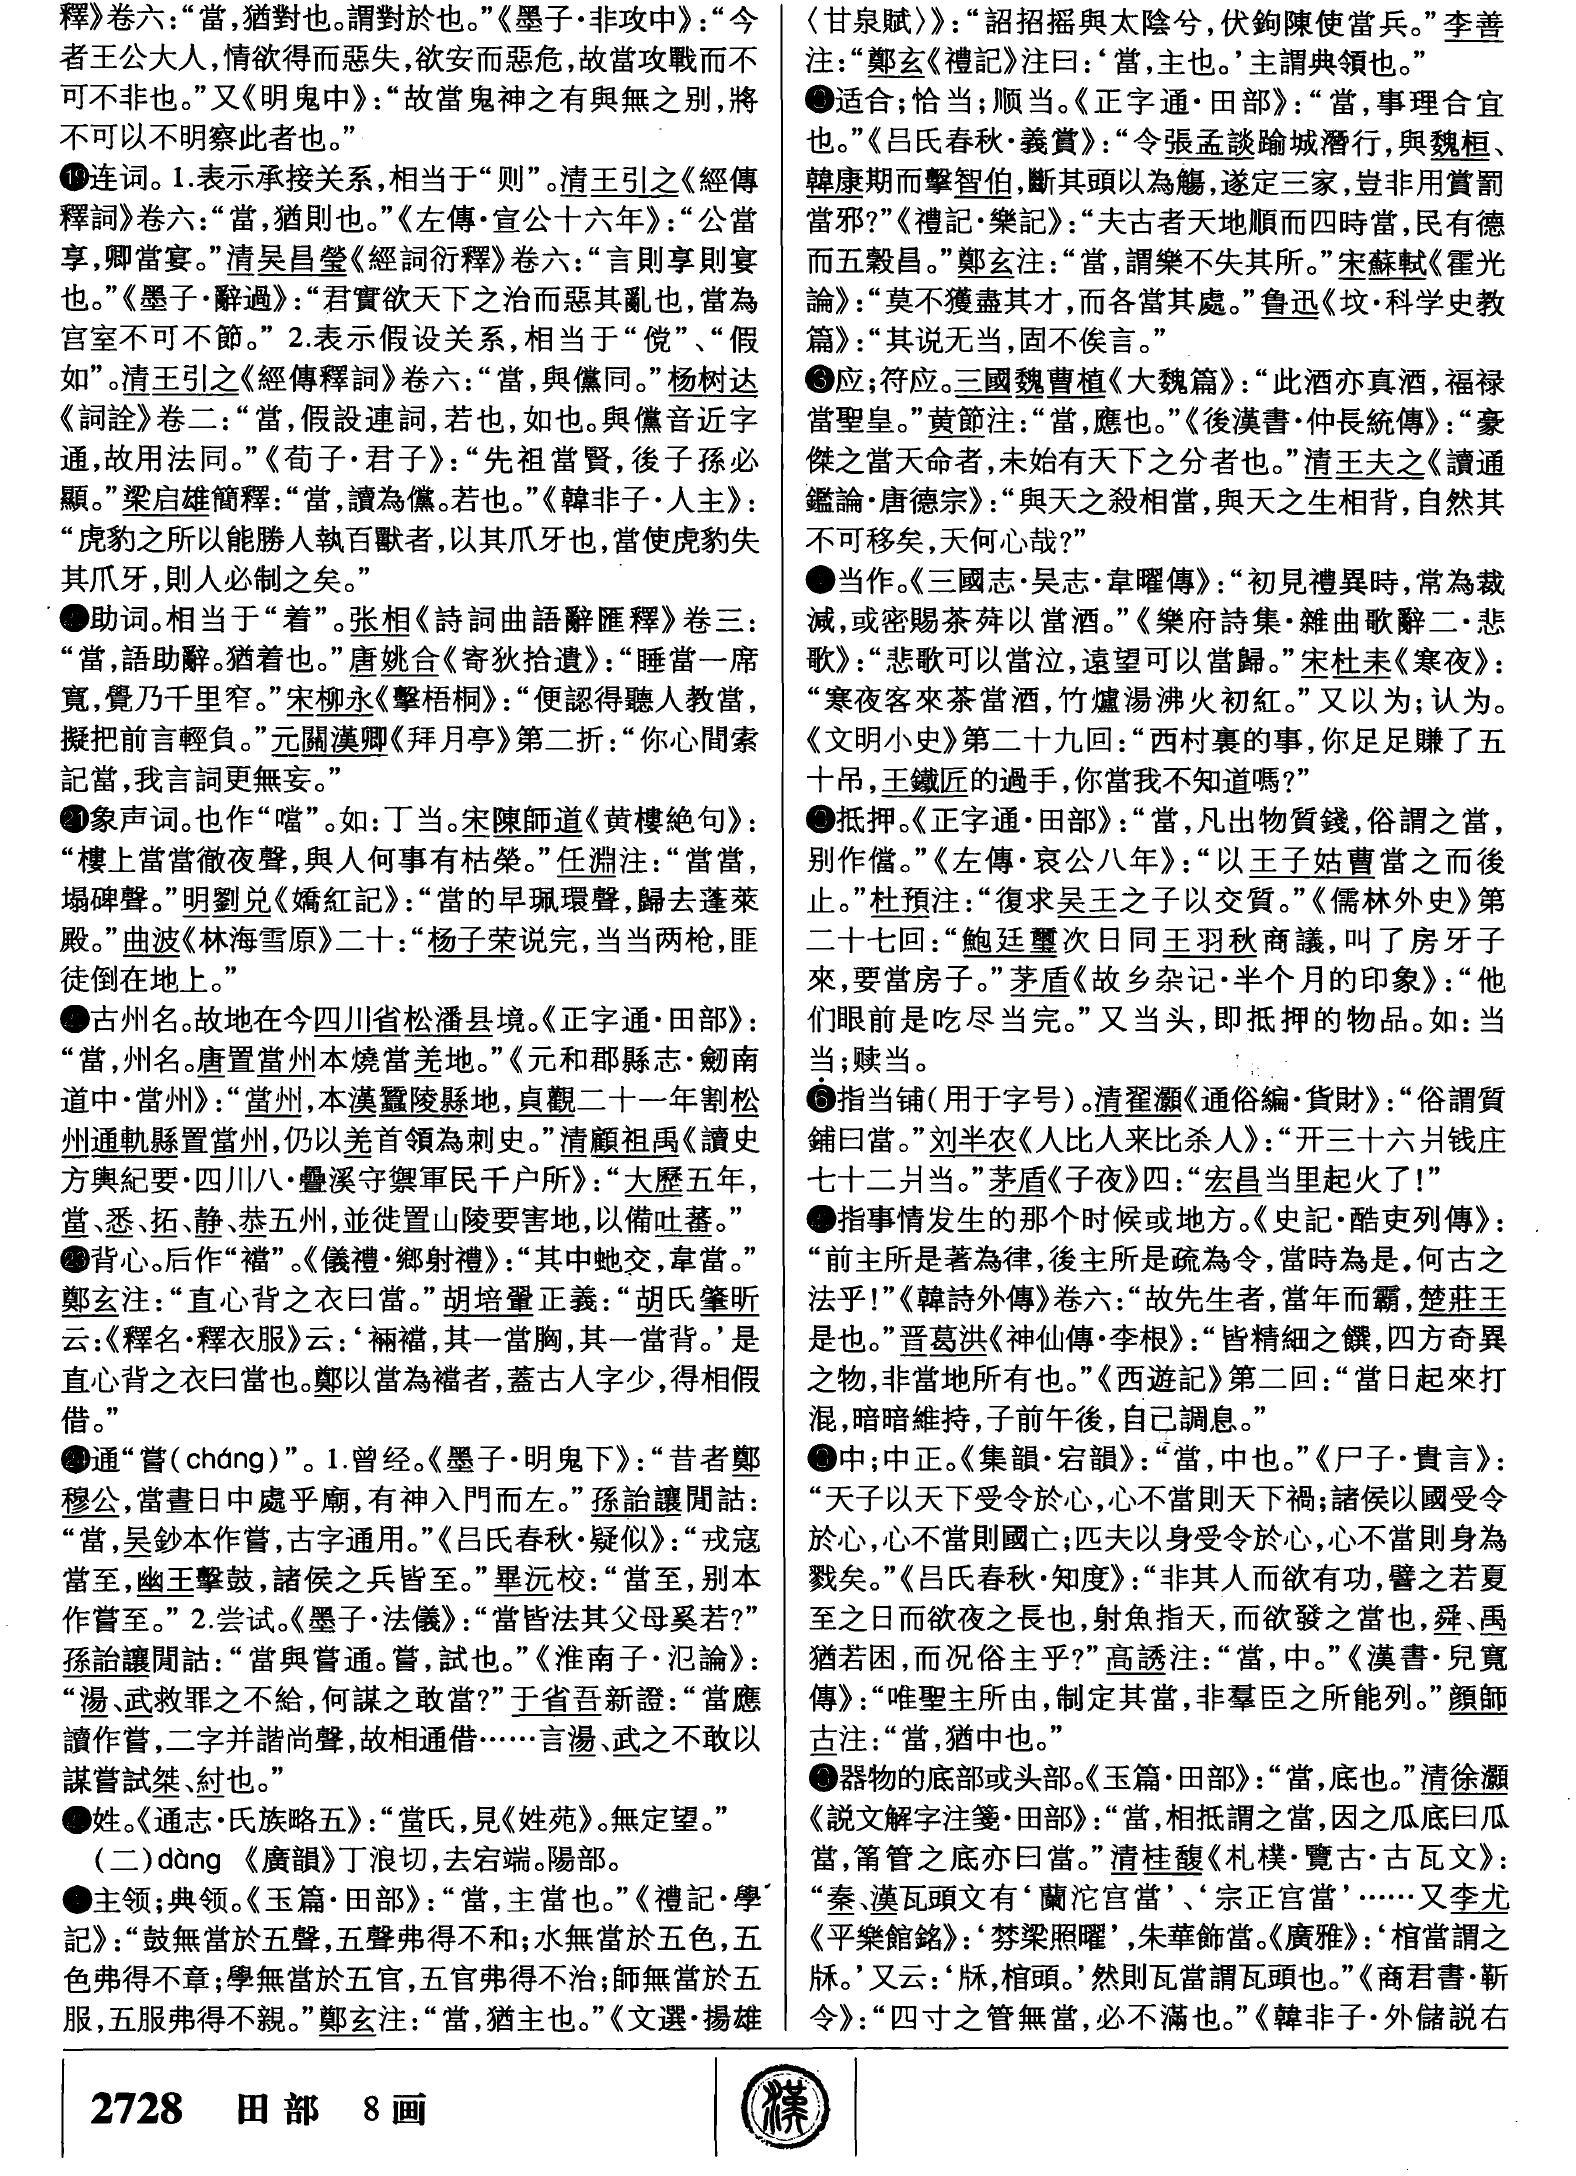 釋》卷六：“當，猶對也。謂對於也。”《墨子·非攻中》：“今
者王公大人，情欲得而惡失，欲安而惡危，故當攻戰而不
可不非也。”又《明鬼中》：“故當鬼神之有與無之别，將
不可以不明察此者也。”
⑲连词。1.表示承接关系，相当于“则”。清王引之《經傳
釋詞》卷六：“當，猶則也。”《左傳·宣公十六年》：“公當
享，卿當宴。”清吴昌瑩《經詞衍釋》卷六：“言則享則宴
也。”《墨子·辭過》：“君實欲天下之治而惡其亂也，當為
宫室不可不節。” 2.表示假设关系，相当于“傥”、“假
如”。清王引之《經傳釋詞》卷六：“當，與儻同。”杨树达
《詞詮》卷二：“當，假設連詞，若也，如也。與儻音近字
通，故用法同。”《荀子·君子》：“先祖當賢，後子孫必
顯。”梁启雄簡釋：“當，讀為儻。若也。”《韓非子·人主》：
“虎豹之所以能勝人執百獸者，以其爪牙也，當使虎豹失
其爪牙，則人必制之矣。”
⑳助词。相当于“着”。张相《詩詞曲語辭匯釋》卷三：
“當，語助辭。猶着也。”唐姚合《寄狄拾遺》：“睡當一席
寬，覺乃千里窄。”宋柳永《擊梧桐》：“便認得聽人教當，
擬把前言輕負。”元關漢卿《拜月亭》第二折：“你心間索
記當，我言詞更無妄。”
㉑象声词。也作“噹”。如：丁当。宋陳師道《黄樓絶句》：
“樓上當當徹夜聲，與人何事有枯榮。”任淵注：“當當，
塌碑聲。”明劉兑《嬌紅記》：“當的早珮環聲，歸去蓬萊
殿。”曲波《林海雪原》二十：“杨子荣说完，当当两枪，匪
徒倒在地上。”
㉒古州名。故地在今四川省松潘县境。《正字通·田部》：
“當，州名。唐置當州本燒當羌地。”《元和郡縣志·劒南
道中·當州》：“當州，本漢蠶陵縣地，貞觀二十一年割松
州通軌縣置當州，仍以羌首領為刺史。”清顧祖禹《讀史
方輿紀要·四川八·疊溪守禦軍民千户所》：“大歷五年，
當、悉、拓、静、恭五州，並徙置山陵要害地，以備吐蕃。”
㉓背心。后作“襠”。《儀禮·鄉射禮》：“其中虵交，韋當。”
鄭玄注：“直心背之衣曰當。”胡培翬正義：“胡氏肇昕
云：《釋名·釋衣服》云：‘裲襠，其一當胸，其一當背。’是
直心背之衣曰當也。鄭以當為襠者，蓋古人字少，得相假
借。”
㉔通“嘗(cháng)”。1.曾经。《墨子·明鬼下》：“昔者鄭
穆公，當晝日中處乎廟，有神入門而左。”孫詒讓閒詁：
“當，吴鈔本作嘗，古字通用。”《吕氏春秋·疑似》：“戎寇
當至，幽王擊鼓，諸侯之兵皆至。”畢沅校：“當至，别本
作嘗至。” 2.尝试。《墨子·法儀》：“當皆法其父母奚若?”
孫詒讓閒詁：“當與嘗通。嘗，試也。”《淮南子·氾論》：
“湯、武救罪之不給，何謀之敢當?”于省吾新證：“當應
讀作嘗，二字并諧尚聲，故相通借……言湯、武之不敢以
謀嘗試桀、紂也。”
㉕姓。《通志·氏族略五》：“當氏，見《姓苑》。無定望。”
(二)dàng 《廣韻》丁浪切，去宕端。陽部。
❶主领；典领。《玉篇·田部》：“當，主當也。”《禮記·學
記》：“鼓無當於五聲，五聲弗得不和；水無當於五色，五
色弗得不章；學無當於五官，五官弗得不治；師無當於五
服，五服弗得不親。”鄭玄注：“當，猶主也。”《文選·揚雄
〈甘泉賦〉》：“詔招摇與太陰兮，伏鉤陳使當兵。”李善
注：“鄭玄《禮記》注曰：‘當，主也。’主謂典領也。”
❷适合；恰当；顺当。《正字通·田部》：“當，事理合宜
也。”《吕氏春秋·義賞》：“令張孟談踰城潛行，與魏桓、
韓康期而擊智伯，斷其頭以為觴，遂定三家，豈非用賞罰
當邪?”《禮記·樂記》：“夫古者天地順而四時當，民有德
而五穀昌。”鄭玄注：“當，謂樂不失其所。”宋蘇軾《霍光
論》：“莫不獲盡其才，而各當其處。”鲁迅《坟·科学史教
篇》：“其说无当，固不俟言。”
❸应；符应。三國魏曹植《大魏篇》：“此酒亦真酒，福禄
當聖皇。”黄節注：“當，應也。”《後漢書·仲長統傳》：“豪
傑之當天命者，未始有天下之分者也。”清王夫之《讀通
鑑論·唐德宗》：“與天之殺相當，與天之生相背，自然其
不可移矣，天何心哉?”
❹当作。《三國志·吴志·韋曜傳》：“初見禮異時，常為裁
減，或密賜茶荈以當酒。”《樂府詩集·雜曲歌辭二·悲
歌》：“悲歌可以當泣，遠望可以當歸。”宋杜耒《寒夜》：
“寒夜客來茶當酒，竹爐湯沸火初紅。”又以为；认为。
《文明小史》第二十九回：“西村裏的事，你足足賺了五
十吊，王鐵匠的過手，你當我不知道嗎?”
❺抵押。《正字通·田部》：“當，凡出物質錢，俗謂之當，
别作儅。”《左傳·哀公八年》：“以王子姑曹當之而後
止。”杜預注：“復求吴王之子以交質。”《儒林外史》第
二十七回：“鮑廷璽次日同王羽秋商議，叫了房牙子
來，要當房子。”茅盾《故乡杂记·半个月的印象》：“他
们眼前是吃尽当完。”又当头，即抵押的物品。如：当
当；赎当。
❻指当铺(用于字号)。清翟灝《通俗編·貨財》：“俗謂質
鋪曰當。”刘半农《人比人来比杀人》：“开三十六爿钱庄
七十二爿当。”茅盾《子夜》四：“宏昌当里起火了!”
❼指事情发生的那个时候或地方。《史記·酷吏列傳》：
“前主所是著為律，後主所是疏為令，當時為是，何古之
法乎!”《韓詩外傳》卷六：“故先生者，當年而霸，楚莊王
是也。”晋葛洪《神仙傳·李根》：“皆精細之饌，四方奇異
之物，非當地所有也。”《西遊記》第二回：“當日起來打
混，暗暗維持，子前午後，自己調息。”
❽中；中正。《集韻·宕韻》：“當，中也。”《尸子·貴言》：
“天子以天下受令於心，心不當則天下禍；諸侯以國受令
於心，心不當則國亡；匹夫以身受令於心，心不當則身為
戮矣。”《吕氏春秋·知度》：“非其人而欲有功，譬之若夏
至之日而欲夜之長也，射魚指天，而欲發之當也，舜、禹
猶若困，而况俗主乎?”高誘注：“當，中。”《漢書·兒寬
傳》：“唯聖主所由，制定其當，非羣臣之所能列。”顔師
古注：“當，猶中也。”
❾器物的底部或头部。《玉篇·田部》：“當，底也。”清徐灝
《説文解字注箋·田部》：“當，相抵謂之當，因之瓜底曰瓜
當，筩管之底亦曰當。”清桂馥《札樸·覽古·古瓦文》：
“秦、漢瓦頭文有‘蘭沱宫當’、‘宗正宫當’……又李尤
《平樂館銘》：‘棼梁照曜’，朱華飾當。《廣雅》：‘棺當謂之
𣖕。’又云：‘𣖕，棺頭。’然則瓦當謂瓦頭也。”《商君書·靳
令》：“四寸之管無當，必不滿也。”《韓非子·外儲説右
2728 田部 8画
漢